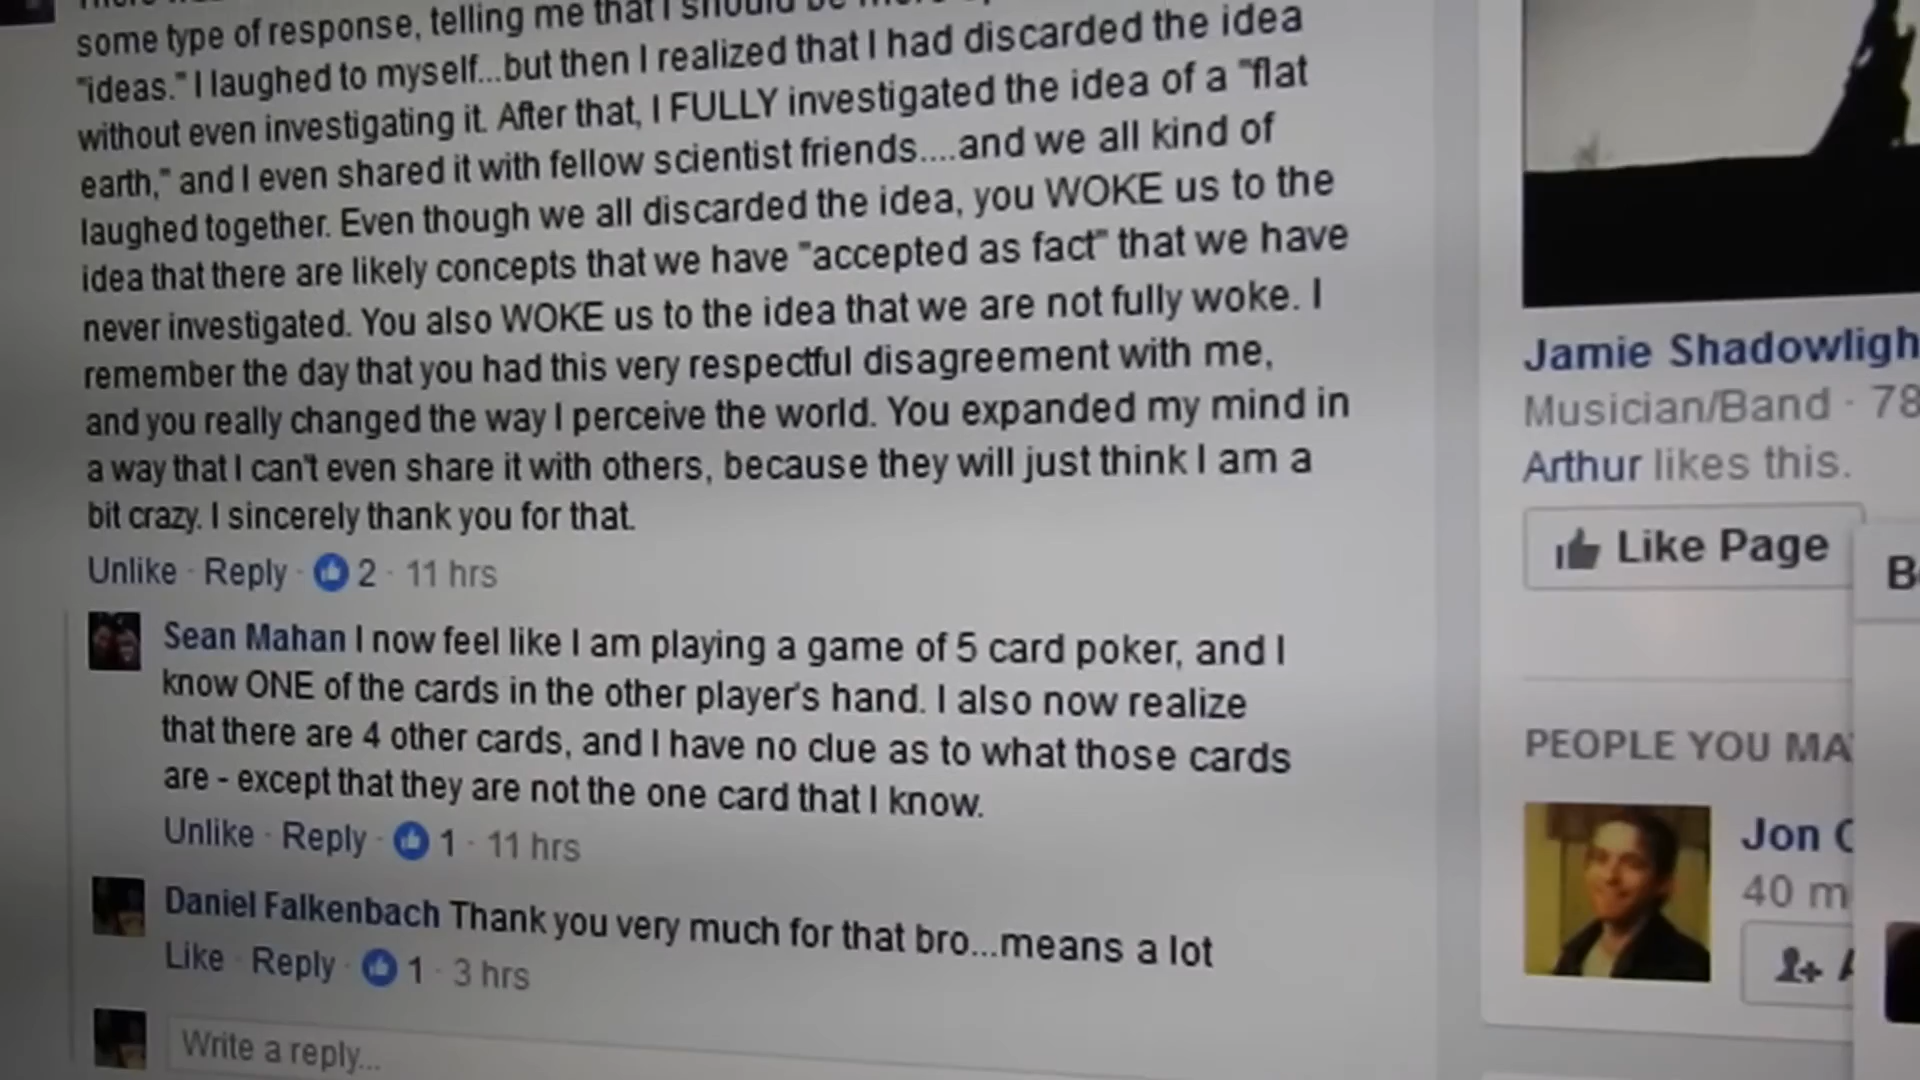 some type of response, telling me that I should be
"ideas." I laughed to myself...but then I realized that I had discarded the idea
without even investigating it. After that, I FULLY investigated the idea of a "flat
earth," and I even shared it with fellow scientist friends....and we all kind of
laughed together. Even though we all discarded the idea, you WOKE us to the
idea that there are likely concepts that we have "accepted as fact" that we have
never investigated. You also WOKE us to the idea that we are not fully woke. I
remember the day that you had this very respectful disagreement with me,
and you really changed the way I perceive the world. You expanded my mind in
a way that I can't even share it with others, because they will just think I am a
bit crazy. I sincerely thank you for that.
Unlike · Reply · 2 · 11 hrs
Sean Mahan I now feel like I am playing a game of 5 card poker, and I
know ONE of the cards in the other player's hand. I also now realize
that there are 4 other cards, and I have no clue as to what those cards
are - except that they are not the one card that I know.
Unlike · Reply · 1 · 11 hrs
Daniel Falkenbach Thank you very much for that bro...means a lot
Like · Reply · 1 · 3 hrs
Write a reply...
Jamie Shadowligh
Musician/Band · 78
Arthur likes this.
Like Page
PEOPLE YOU MA
Jon
40 m